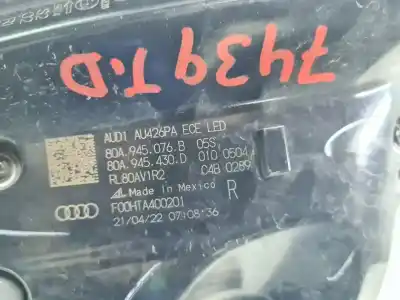 7439 T.D
AUDI AU426PA ECE LED
80A.945.076.B 05S
80A.945.430.D 010 0504
RL80AV1R2 C4B 0289
Made in Mexico R
F00HTA400201
21/04/22 07:08:36